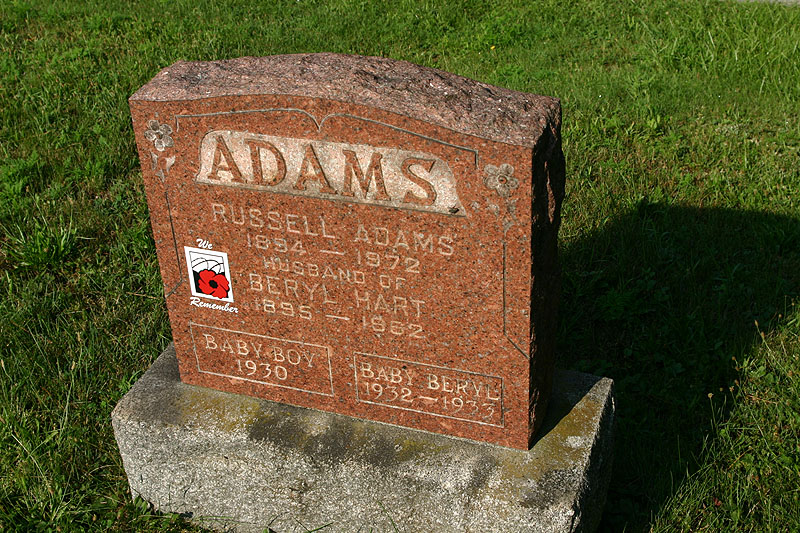 ADAMS
RUSSELL ADAMS
1894 – 1972
HUSBAND OF
BERYL HART
1895 – 1962
We
Remember
BABY BOY
1930
BABY BERYL
1932 – 1933